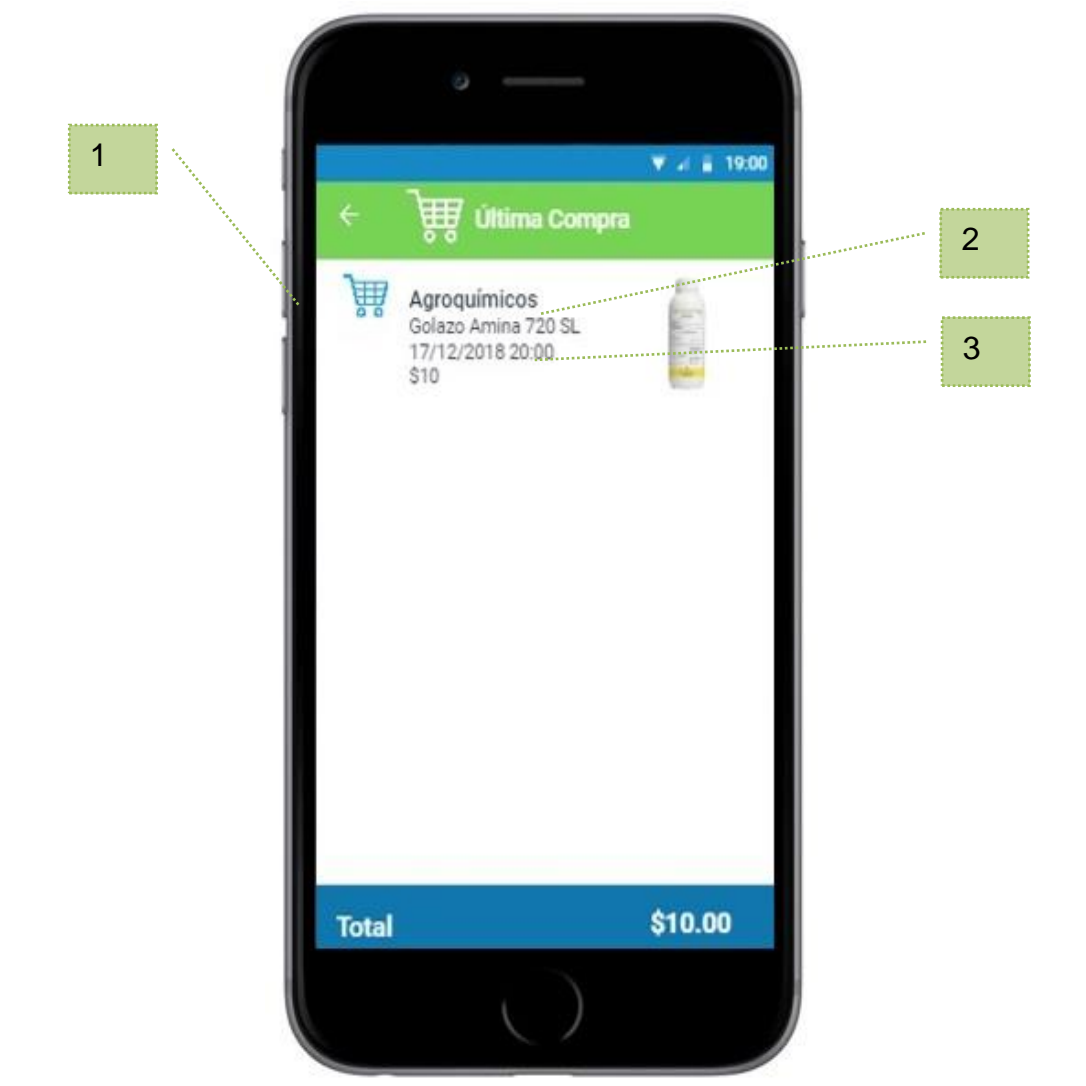 1
19:00
Última Compra
2
Agroquímicos
Golazo Amina 720 SL
17/12/2018 20:00
$10
3
Total
$10.00